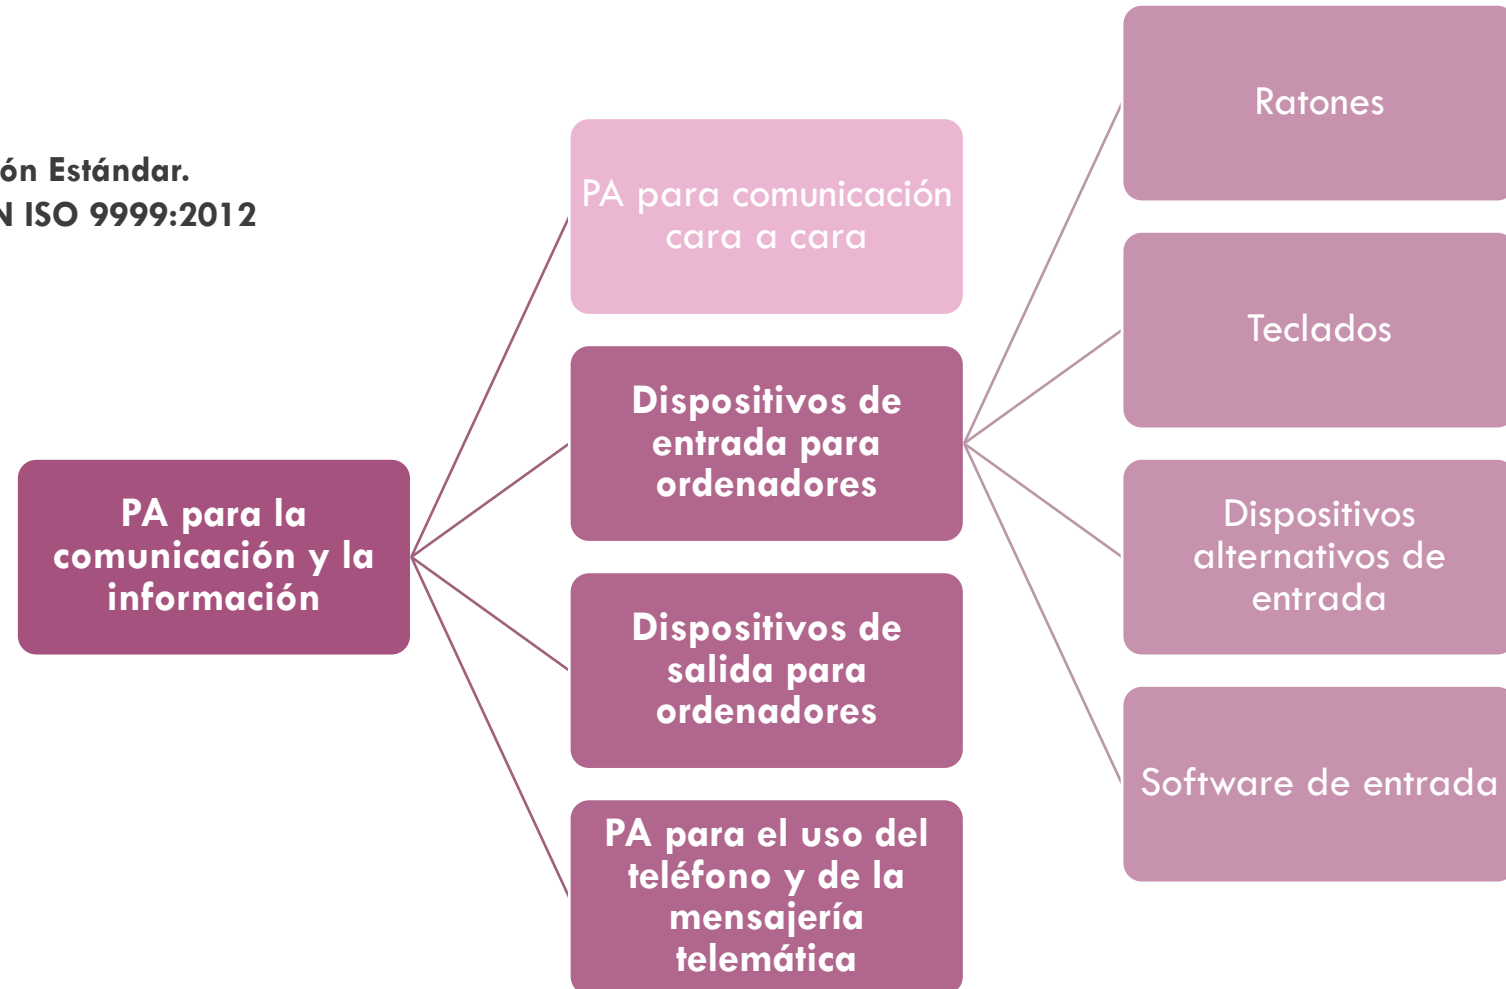 ón Estándar.
N ISO 9999:2012
PA para la
comunicación y la
información
PA para comunicación
cara a cara
Dispositivos de
entrada para
ordenadores
Dispositivos de
salida para
ordenadores
PA para el uso del
teléfono y de la
mensajería
telemática
Ratones
Teclados
Dispositivos
alternativos de
entrada
Software de entrada